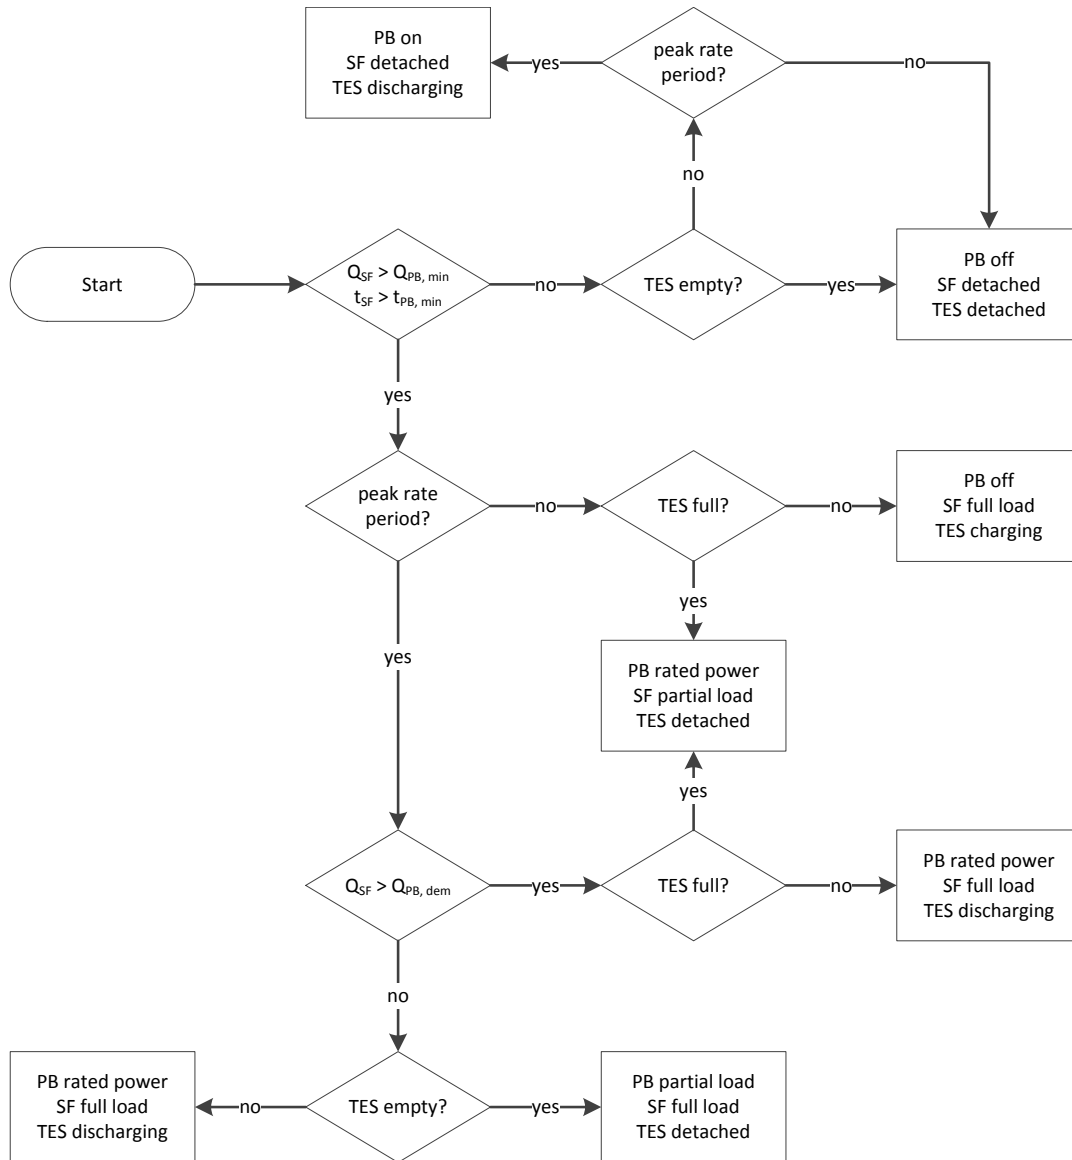 PB on
SF detached
TES discharging
yes
peak rate
period?
no
no
Start
Q_SF > Q_PB, min
t_SF > t_PB, min
no
TES empty?
yes
PB off
SF detached
TES detached
yes
peak rate
period?
no
TES full?
no
PB off
SF full load
TES charging
yes
yes
PB rated power
SF partial load
TES detached
yes
Q_SF > Q_PB, dem
yes
TES full?
no
PB rated power
SF full load
TES discharging
no
PB rated power
SF full load
TES discharging
no
TES empty?
yes
PB partial load
SF full load
TES detached